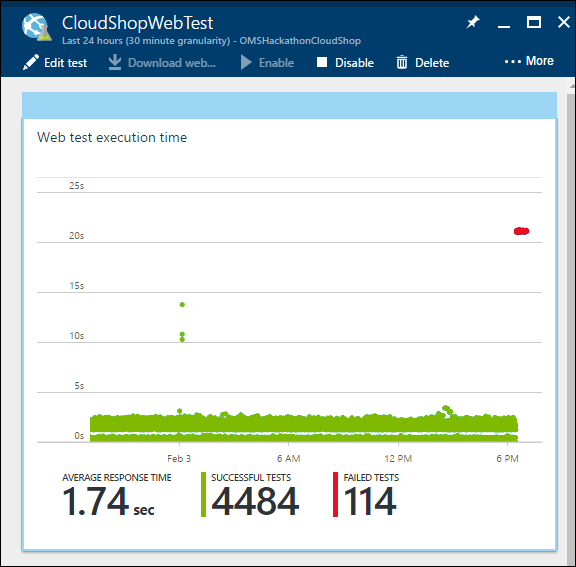 CloudShopWebTest
Last 24 hours (30 minute granularity) - OMSHackathonCloudShop
Edit test Download web... Enable Disable Delete ... More
Web test execution time
25s
20s
15s
10s
5s
0s
Feb 3 6 AM 12 PM 6 PM
AVERAGE RESPONSE TIME SUCCESSFUL TESTS FAILED TESTS
1.74 sec 4484 114